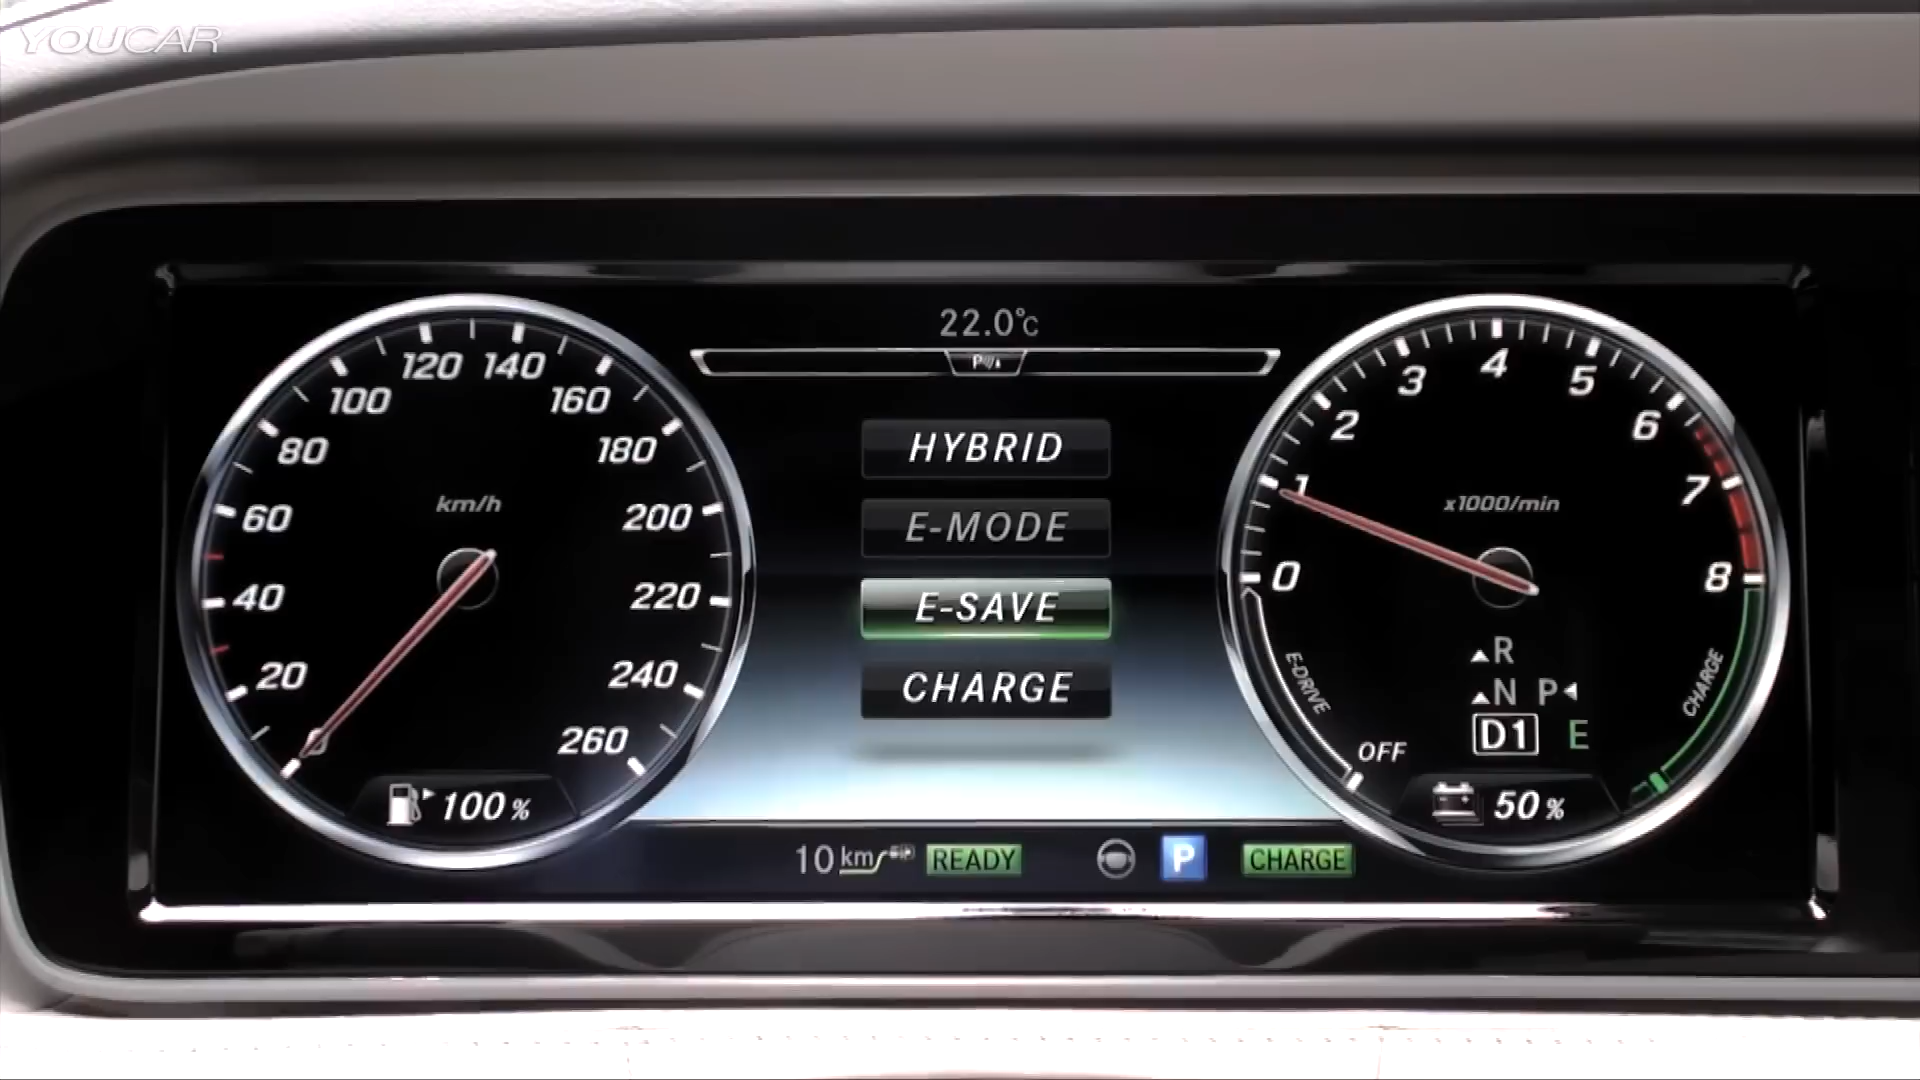 YOUCAR
22.0°C
P
km/h
0
20
40
60
80
100
120
140
160
180
200
220
240
260
100 %
HYBRID
E-MODE
E-SAVE
CHARGE
x1000/min
0
1
2
3
4
5
6
7
8
E-DRIVE
OFF
CHARGE
R
N P
D1 E
50 %
10 km READY P CHARGE